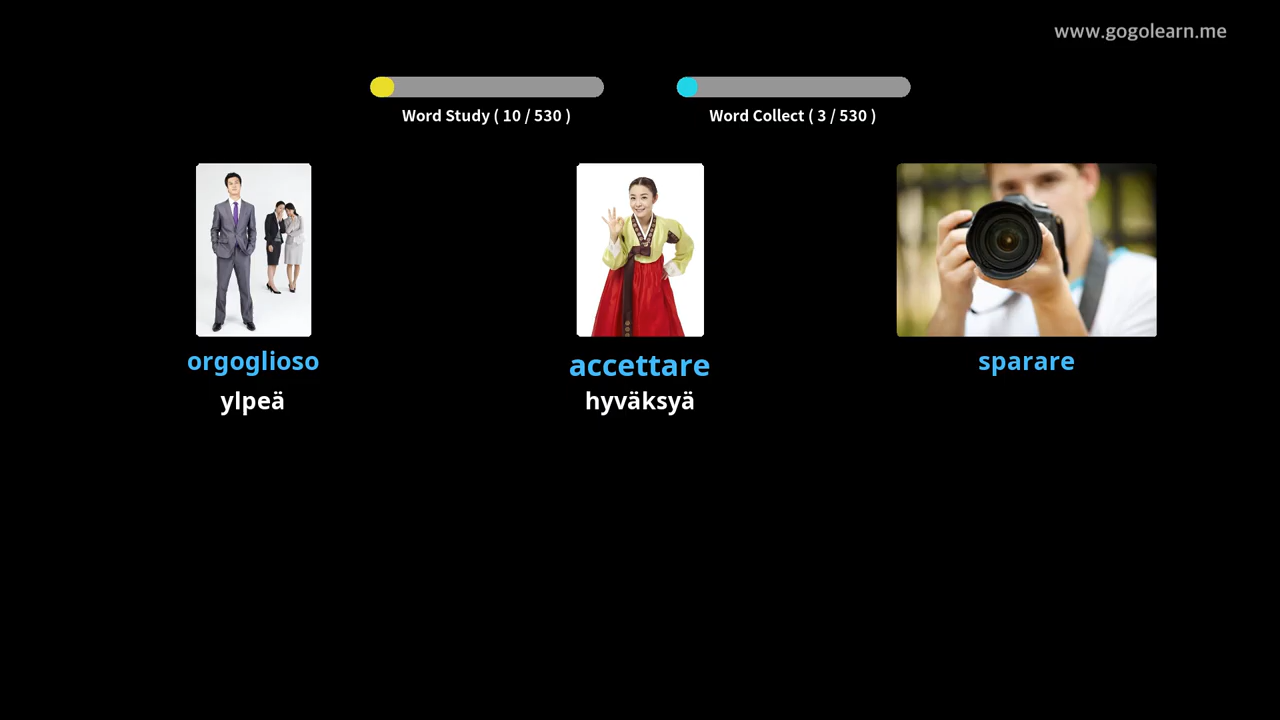 www.gogolearn.me
Word Study ( 10 / 530 )
Word Collect ( 3 / 530 )
orgoglioso
accettare
sparare
ylpeä
hyväksyä